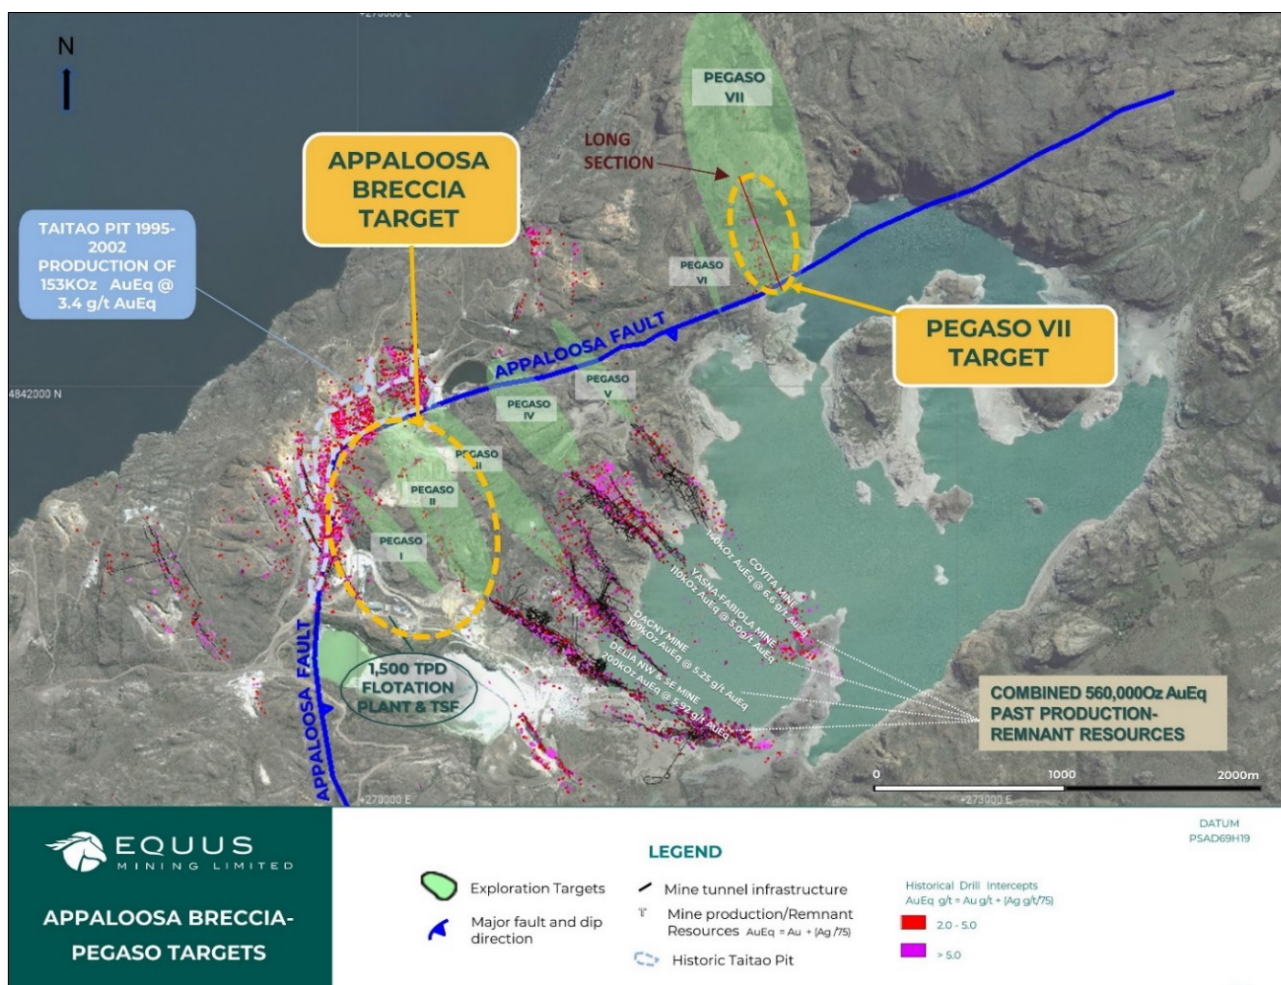 N
PEGASO
VII
LONG
SECTION
APPALOOSA
BRECCIA
TARGET
TAITAO PIT 1995-
2002
PRODUCTION OF
153KOz AuEq @
3.4 g/t AuEq
PEGASO
VI
PEGASO VII
TARGET
APPALOOSA FAULT
4842000 N
PEGASO
V
PEGASO
IV
PEGASO
III
PEGASO
II
PEGASO
I
COVITA MINE
140kOz AuEq @ 6.6 g/t AuEq
YASNA-FABIOLA MINE
110kOz AuEq @ 5.0g/t AuEq
DAGNY MINE
109kOz AuEq @ 5.25 g/t AuEq
DELIA NW & SE MINE
200kOz AuEq @ 5.92 g/t AuEq
1,500 TPD
FLOTATION
PLANT & TSF
APPALOOSA FAULT
COMBINED 560,000Oz AuEq
PAST PRODUCTION-
REMNANT RESOURCES
0 1000 2000m
+273000 E
+273000 E
EQUUS
MINING LIMITED
APPALOOSA BRECCIA-
PEGASO TARGETS
LEGEND
Exploration Targets
Major fault and dip
direction
Mine tunnel infrastructure
T Mine production/Remnant
Resources AuEq = Au + (Ag /75)
Historic Taitao Pit
DATUM
PSAD69H19
Historical Drill Intercepts
AuEq g/t = Au g/t + (Ag g/t/75)
2.0 - 5.0
> 5.0